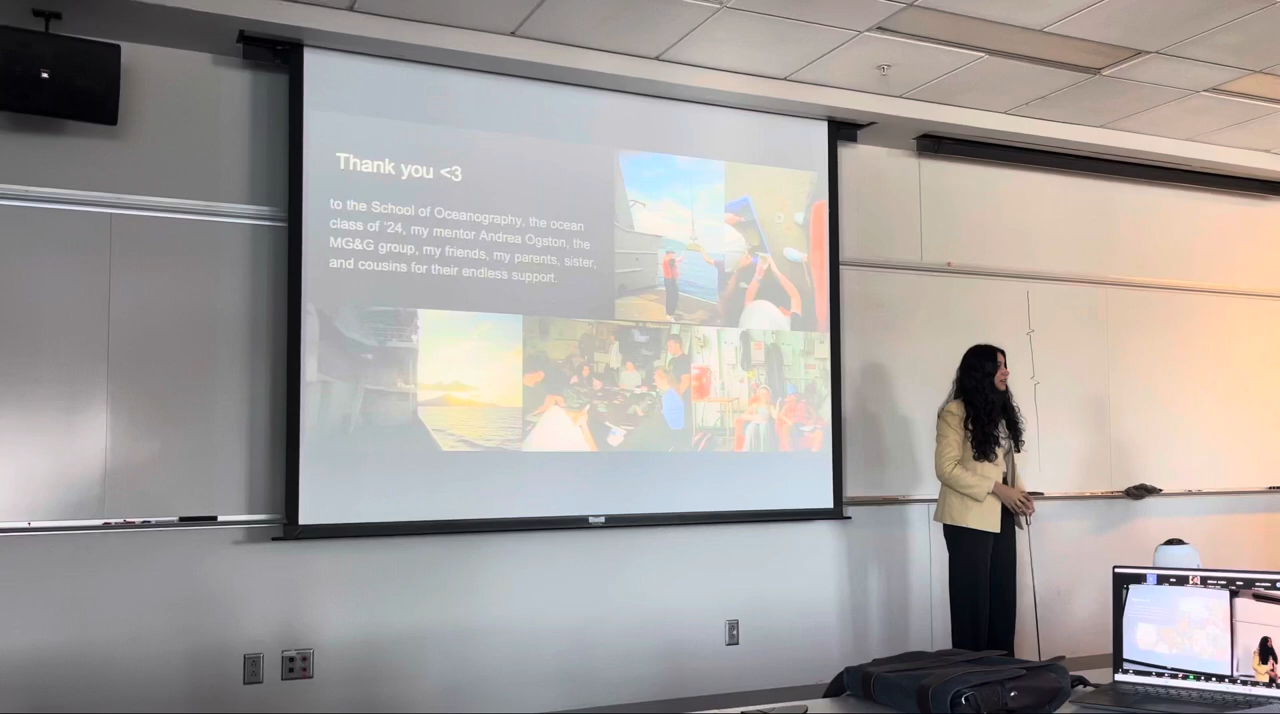 Thank you <3
to the School of Oceanography, the ocean
class of '24, my mentor Andrea Ogston, the
MG&G group, my friends, my parents, sister,
and cousins for their endless support.